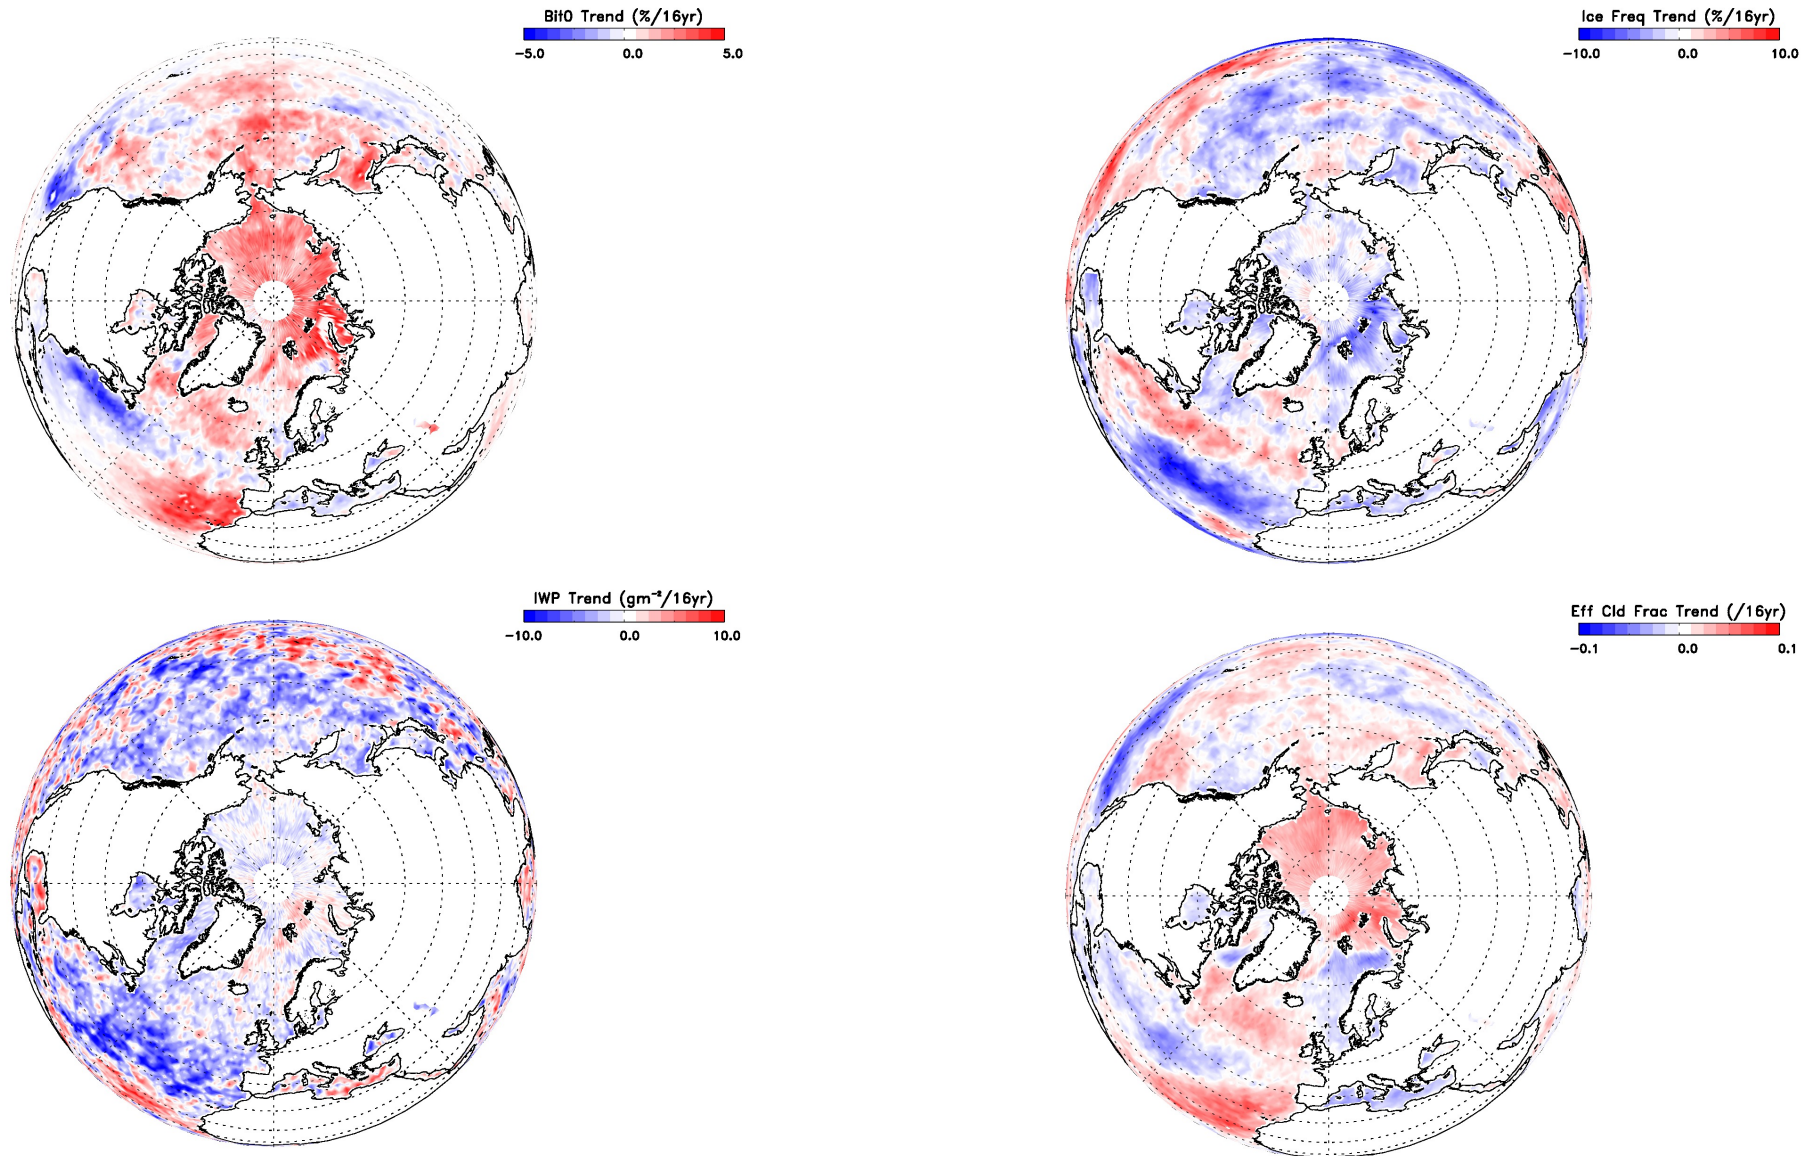 Bit0 Trend (%/16yr)
-5.0 0.0 5.0
Ice Freq Trend (%/16yr)
-10.0 0.0 10.0
IWP Trend (gm⁻²/16yr)
-10.0 0.0 10.0
Eff Cld Frac Trend (/16yr)
-0.1 0.0 0.1